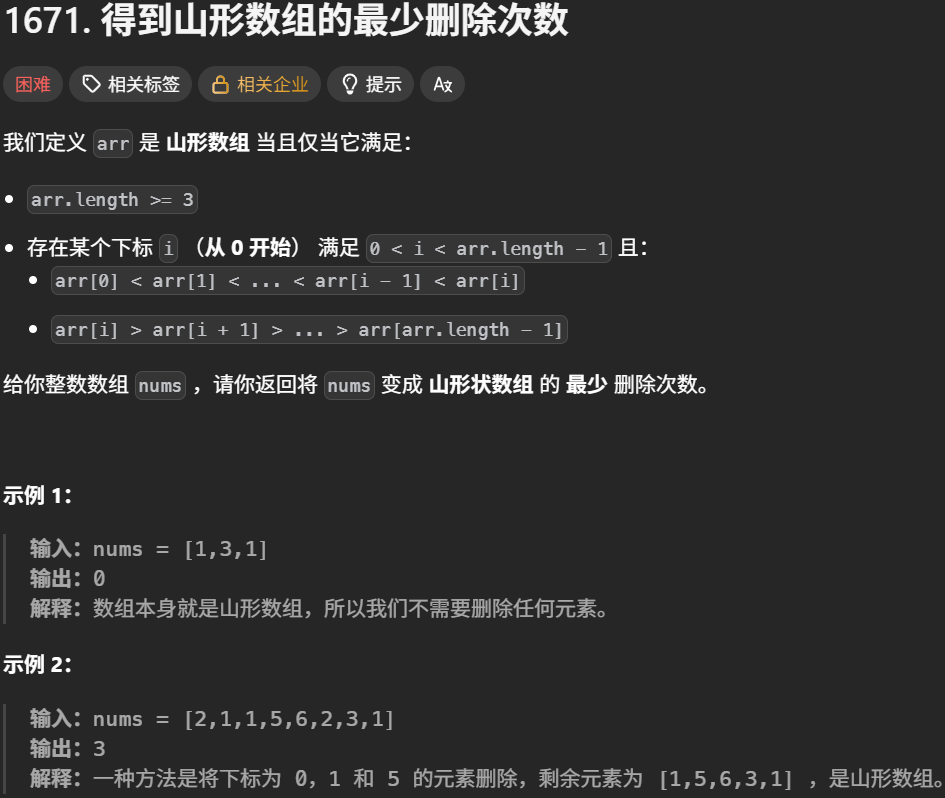 1671. 得到山形数组的最少删除次数
困难 相关标签 相关企业 提示 A文
我们定义 arr 是 山形数组 当且仅当它满足：
arr.length >= 3
存在某个下标 i （从 0 开始） 满足 0 < i < arr.length - 1 且：
arr[0] < arr[1] < ... < arr[i - 1] < arr[i]
arr[i] > arr[i + 1] > ... > arr[arr.length - 1]
给你整数数组 nums ，请你返回将 nums 变成 山形状数组 的 最少 删除次数。
示例 1：
输入：nums = [1,3,1]
输出：0
解释：数组本身就是山形数组，所以我们不需要删除任何元素。
示例 2：
输入：nums = [2,1,1,5,6,2,3,1]
输出：3
解释：一种方法是将下标为 0，1 和 5 的元素删除，剩余元素为 [1,5,6,3,1] ，是山形数组。